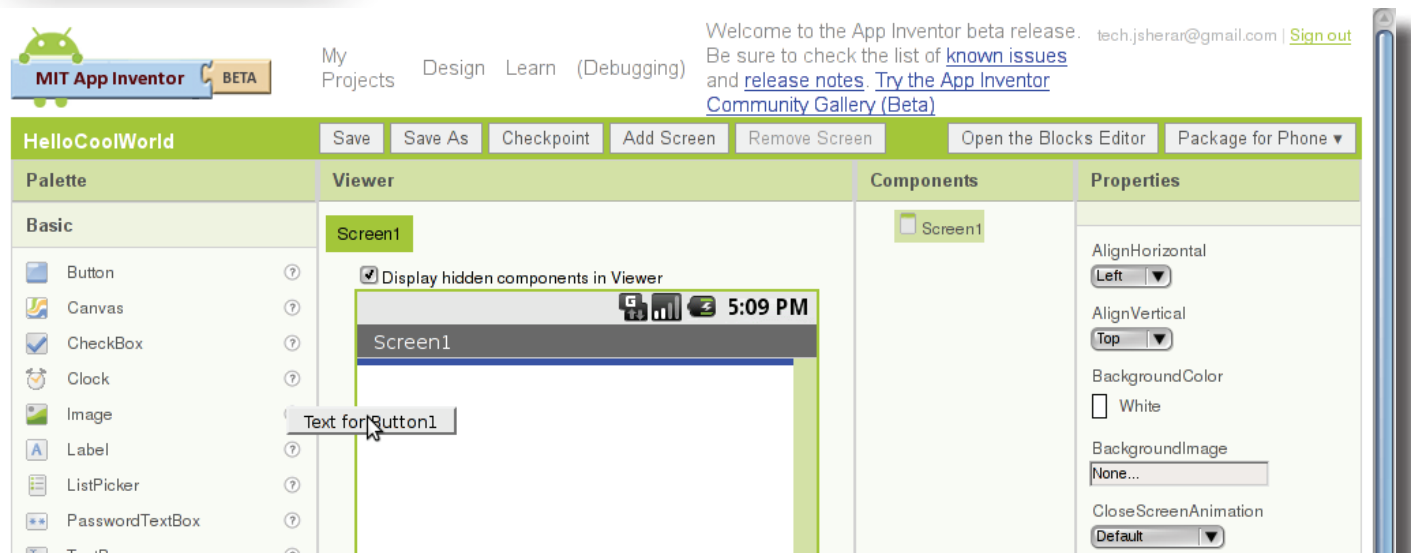 MIT App Inventor BETA
My Projects
Design Learn (Debugging)
Welcome to the App Inventor beta release.
Be sure to check the list of known issues
and release notes. Try the App Inventor
Community Gallery (Beta)
tech.jsherar@gmail.com | Sign out
HelloCoolWorld
Save Save As Checkpoint Add Screen Remove Screen Open the Blocks Editor Package for Phone ▾
Palette
Basic
Button ?
Canvas ?
CheckBox ?
Clock ?
Image
Label ?
ListPicker ?
PasswordTextBox ?
Viewer
Screen1
Display hidden components in Viewer
5:09 PM
Screen1
Text for Button1
Components
Screen1
Properties
AlignHorizontal
Left
AlignVertical
Top
BackgroundColor
White
BackgroundImage
None...
CloseScreenAnimation
Default